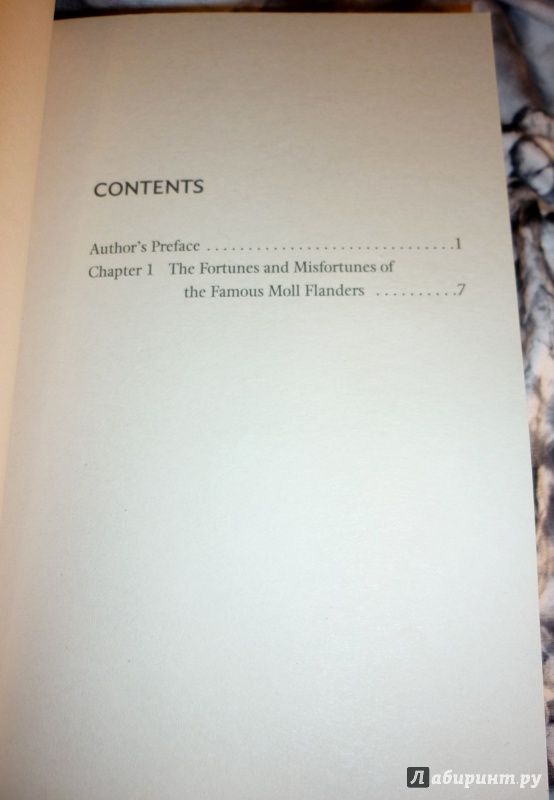 CONTENTS
Author's Preface ..............................1
Chapter 1 The Fortunes and Misfortunes of
the Famous Moll Flanders ..........7
Лабиринт.ру